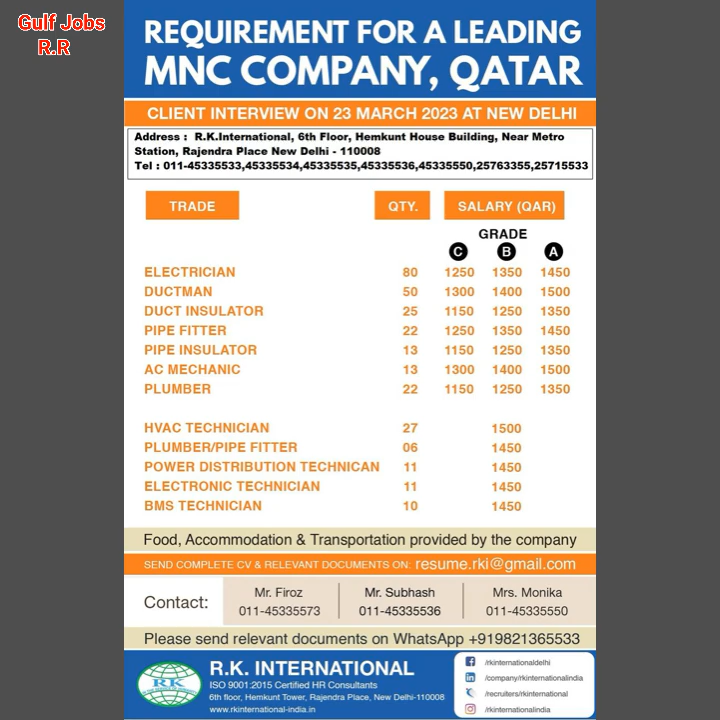 Gulf Jobs
R.R
REQUIREMENT FOR A LEADING
MNC COMPANY, QATAR
CLIENT INTERVIEW ON 23 MARCH 2023 AT NEW DELHI
Address : R.K.International, 6th Floor, Hemkunt House Building, Near Metro
Station, Rajendra Place New Delhi - 110008
Tel : 011-45335533,45335534,45335535,45335536,45335550,25763355,25715533
TRADE QTY. SALARY (QAR)
GRADE
C B A
ELECTRICIAN 80 1250 1350 1450
DUCTMAN 50 1300 1400 1500
DUCT INSULATOR 25 1150 1250 1350
PIPE FITTER 22 1250 1350 1450
PIPE INSULATOR 13 1150 1250 1350
AC MECHANIC 13 1300 1400 1500
PLUMBER 22 1150 1250 1350
HVAC TECHNICIAN 27 1500
PLUMBER/PIPE FITTER 06 1450
POWER DISTRIBUTION TECHNICAN 11 1450
ELECTRONIC TECHNICIAN 11 1450
BMS TECHNICIAN 10 1450
Food, Accommodation & Transportation provided by the company
SEND COMPLETE CV & RELEVANT DOCUMENTS ON: resume.rki@gmail.com
Contact: Mr. Firoz Mr. Subhash Mrs. Monika
011-45335573 011-45335536 011-45335550
Please send relevant documents on WhatsApp +919821365533
RK
R.K. INTERNATIONAL
ISO 9001:2015 Certified HR Consultants
6th floor, Hemkunt Tower, Rajendra Place, New Delhi-110008
www.rkinternational-india.in
/rkinternationaldelhi
/company/rkinternationalindia
/recruiters/rkinternational
/rkinternationalindia